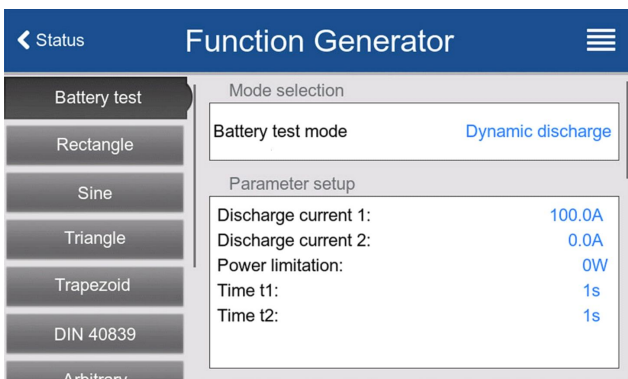 Status
Function Generator
Battery test
Rectangle
Sine
Triangle
Trapezoid
DIN 40839
Arbitrary
Mode selection
Battery test mode Dynamic discharge
Parameter setup
Discharge current 1: 100.0A
Discharge current 2: 0.0A
Power limitation: 0W
Time t1: 1s
Time t2: 1s